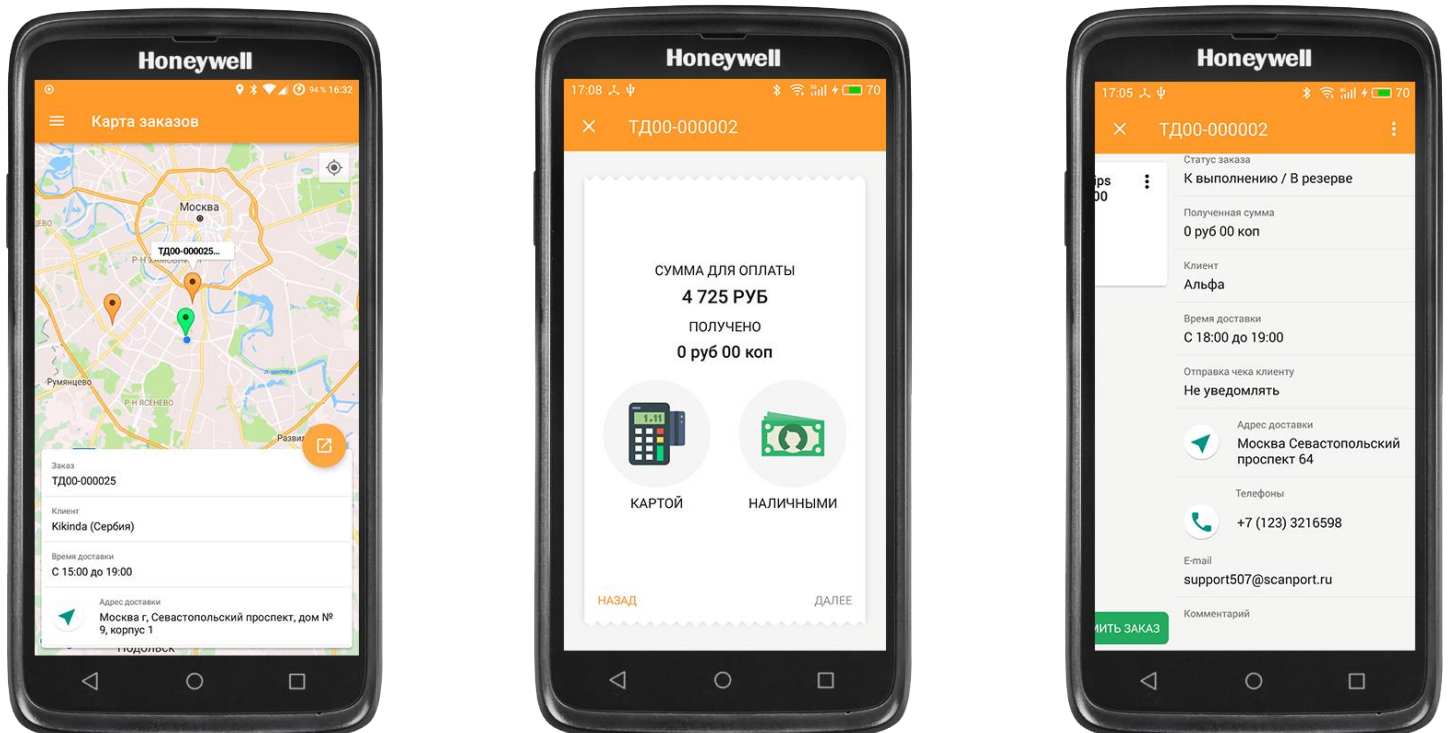 Honeywell
94 % 16:32
Карта заказов
Москва
ТД00-000025...
Румянцево
Р-Н ЯСЕНЕВО
Заказ
ТД00-000025
Клиент
Kikinda (Сербия)
Время доставки
С 15:00 до 19:00
Адрес доставки
Москва г, Севастопольский проспект, дом №
9, корпус 1
Подольск
Honeywell
17:08
70
ТД00-000002
СУММА ДЛЯ ОПЛАТЫ
4 725 РУБ
ПОЛУЧЕНО
0 руб 00 коп
1.11
КАРТОЙ
НАЛИЧНЫМИ
НАЗАД
ДАЛЕЕ
Honeywell
17:05
70
ТД00-000002
ips
00
Статус заказа
К выполнению / В резерве
Полученная сумма
0 руб 00 коп
Клиент
Альфа
Время доставки
С 18:00 до 19:00
Отправка чека клиенту
Не уведомлять
Адрес доставки
Москва Севастопольский
проспект 64
Телефоны
+7 (123) 3216598
E-mail
support507@scanport.ru
Комментарий
МИТЬ ЗАКАЗ